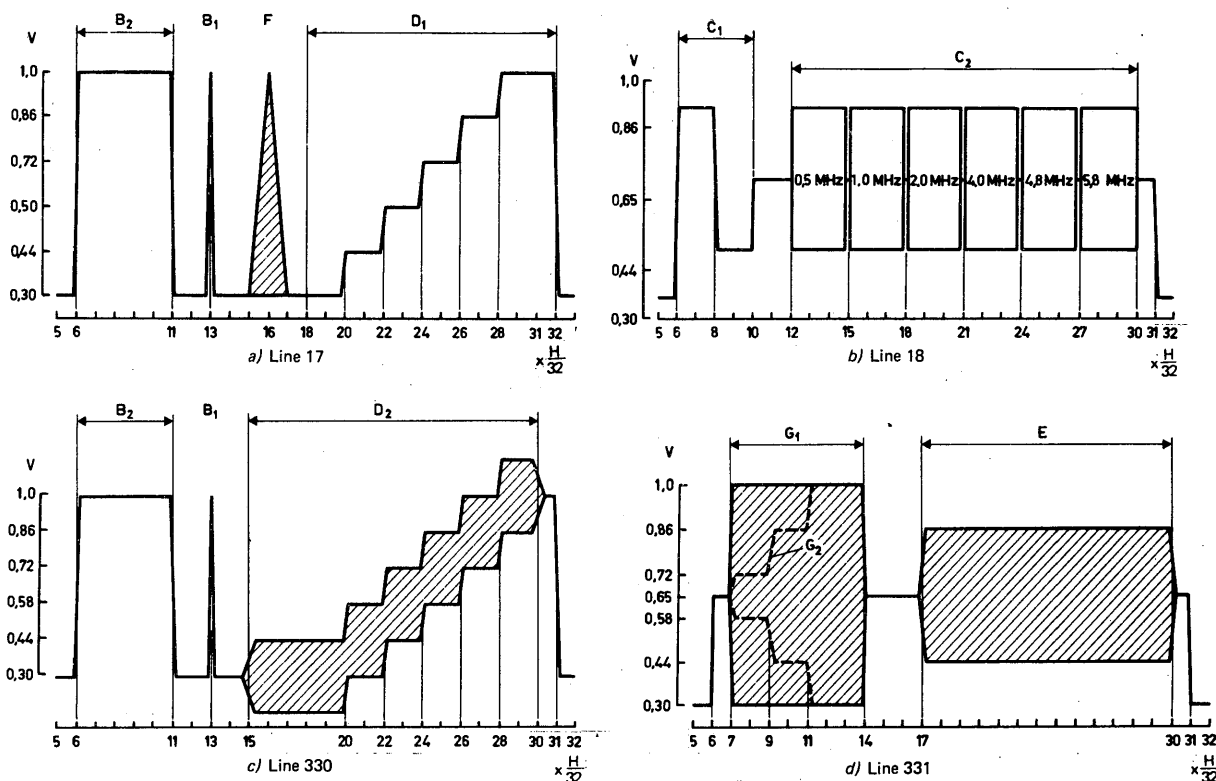 B2 B1 F D1
V
1,0
0,86
0,72
0,50
0,44
0,30
5 6 11 13 16 18 20 22 24 26 28 31 32
a) Line 17
x H/32
C1
C2
V
1,0
0,86
0,65
0,44
0,30
0,5 MHz 1,0 MHz 2,0 MHz 4,0 MHz 4,8 MHz 5,8 MHz
5 6 8 10 12 15 18 21 24 27 30 31 32
b) Line 18
x H/32
B2 B1 D2
V
1,0
0,86
0,72
0,58
0,44
0,30
5 6 11 13 15 20 22 24 26 28 30 31 32
c) Line 330
x H/32
G1 E
V
1,0
0,86
0,72
0,65
0,58
0,44
0,30
G2
5 6 7 9 11 14 17 30 31 32
d) Line 331
x H/32